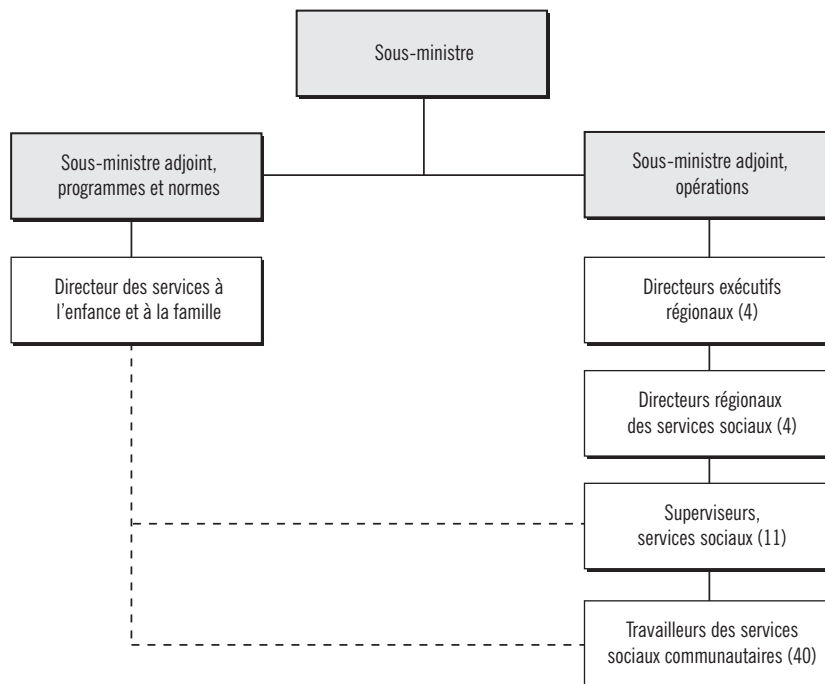 Sous-ministre
Sous-ministre adjoint,
programmes et normes
Sous-ministre adjoint,
opérations
Directeur des services à
l’enfance et à la famille
Directeurs exécutifs
régionaux (4)
Directeurs régionaux
des services sociaux (4)
Superviseurs,
services sociaux (11)
Travailleurs des services
sociaux communautaires (40)